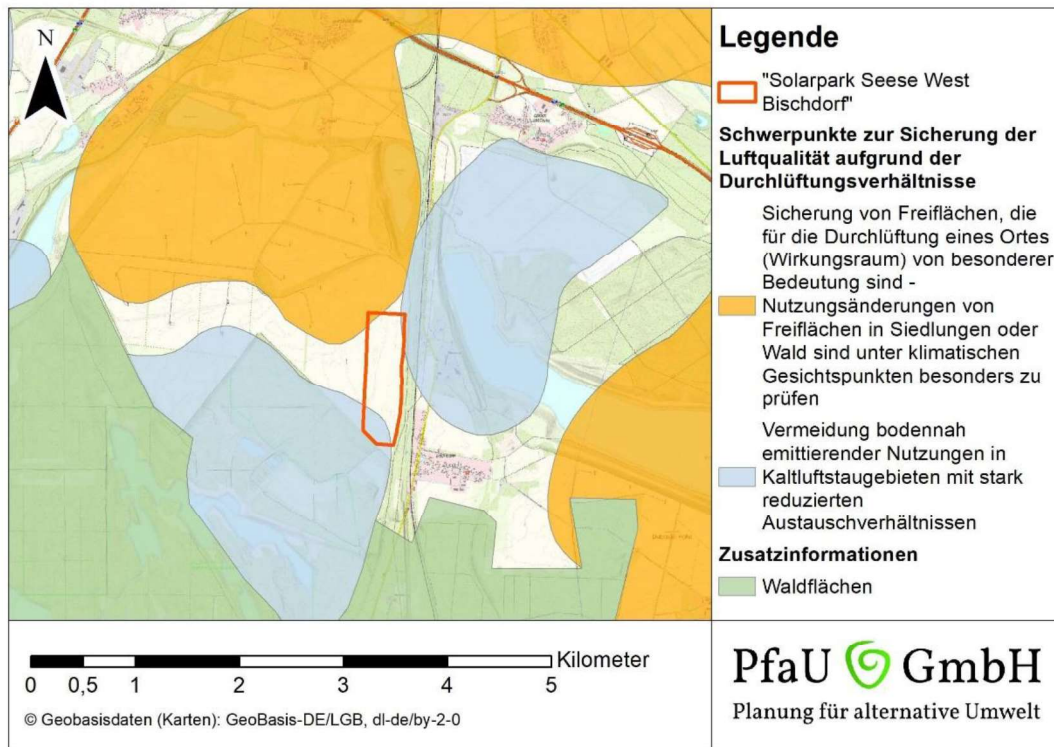 N
Legende
"Solarpark Seese West
Bischdorf"
Schwerpunkte zur Sicherung der
Luftqualität aufgrund der
Durchlüftungsverhältnisse
Sicherung von Freiflächen, die
für die Durchlüftung eines Ortes
(Wirkungsraum) von besonderer
Bedeutung sind -
Nutzungsänderungen von
Freiflächen in Siedlungen oder
Wald sind unter klimatischen
Gesichtspunkten besonders zu
prüfen
Vermeidung bodennah
emittierender Nutzungen in
Kaltluftstaugebieten mit stark
reduzierten
Austauschverhältnissen
Zusatzinformationen
Waldflächen
Kilometer
0 0,5 1 2 3 4 5
© Geobasisdaten (Karten): GeoBasis-DE/LGB, dl-de/by-2-0
PfaU GmbH
Planung für alternative Umwelt